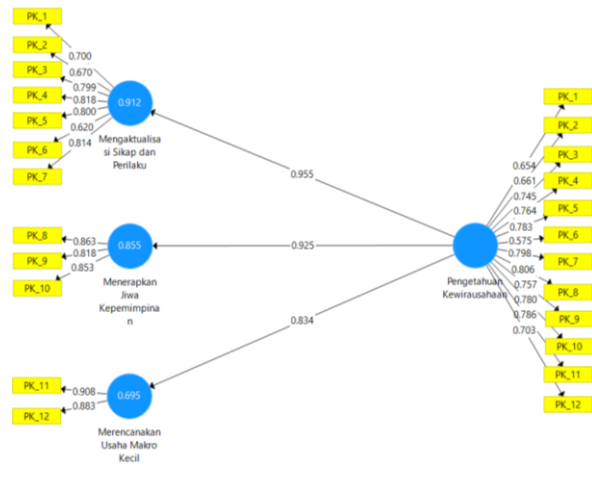 PK_1
PK_2
PK_3
PK_4
PK_5
PK_6
PK_7
0.700
0.670
0.799
0.818
0.800
0.620
0.814
0.912
Mengaktualisa
si Sikap dan
Perilaku
0.955
PK_8
PK_9
PK_10
0.863
0.818
0.853
0.855
Menerapkan
Jiwa
Kepemimpina
n
0.925
PK_11
PK_12
0.908
0.883
0.695
Merencanakan
Usaha Makro
Kecil
0.834
Pengetahuan
Kewirausahaan
0.654
0.661
0.745
0.764
0.783
0.575
0.798
0.806
0.757
0.780
0.786
0.703
PK_1
PK_2
PK_3
PK_4
PK_5
PK_6
PK_7
PK_8
PK_9
PK_10
PK_11
PK_12